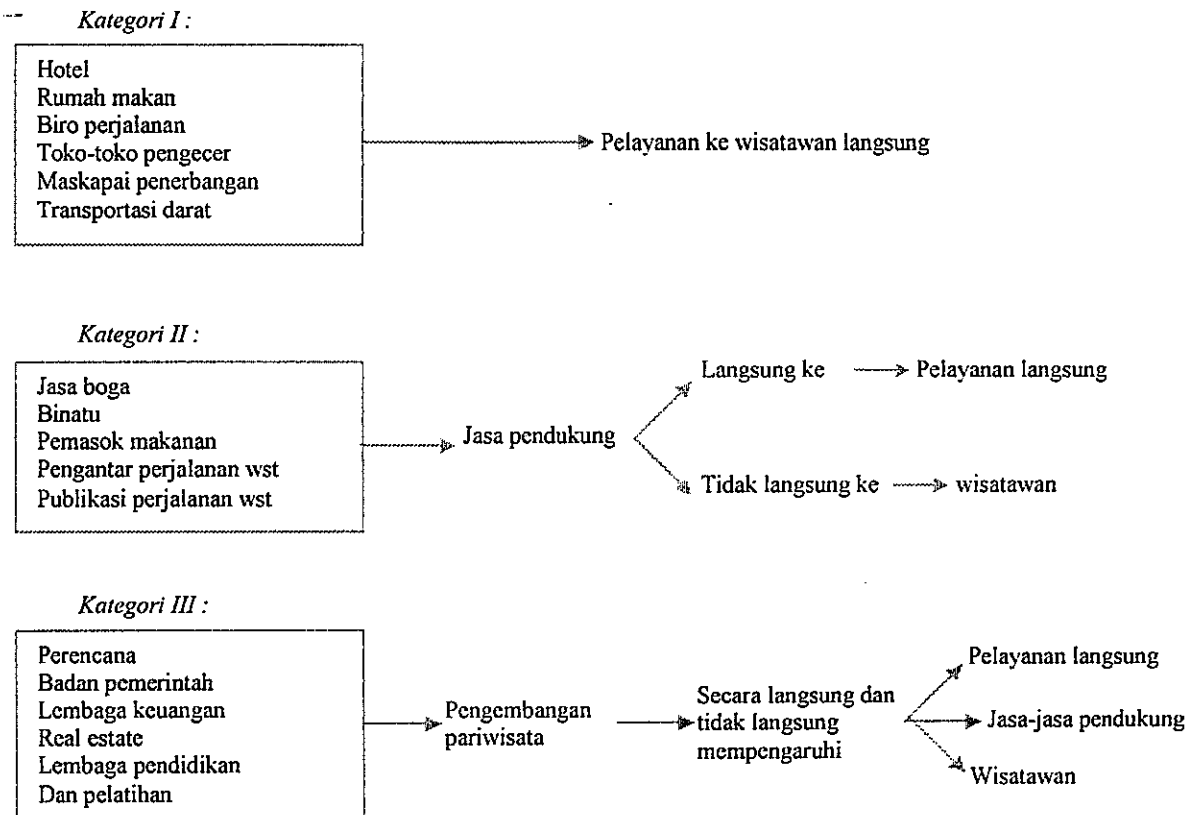 Kategori I :
Hotel
Rumah makan
Biro perjalanan
Toko-toko pengecer
Maskapai penerbangan
Transportasi darat
Pelayanan ke wisatawan langsung
Kategori II :
Jasa boga
Binatu
Pemasok makanan
Pengantar perjalanan wst
Publikasi perjalanan wst
Jasa pendukung
Langsung ke
Pelayanan langsung
Tidak langsung ke
wisatawan
Kategori III :
Perencana
Badan pemerintah
Lembaga keuangan
Real estate
Lembaga pendidikan
Dan pelatihan
Pengembangan
pariwisata
Secara langsung dan
tidak langsung
mempengaruhi
Pelayanan langsung
Jasa-jasa pendukung
Wisatawan